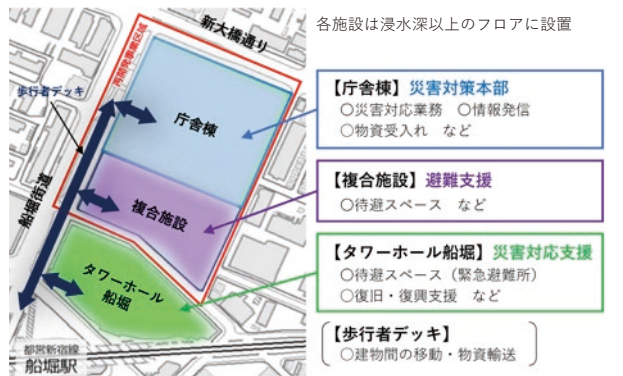 各施設は浸水深以上のフロアに設置
新大橋通り
再開発事業区域
歩行者デッキ
庁舎棟
船堀街道
複合施設
タワーホール
船堀
都営新宿線
船堀駅
【庁舎棟】災害対策本部
○災害対応業務 ○情報発信
○物資受入れ など
【複合施設】避難支援
○待避スペース など
【タワーホール船堀】災害対応支援
○待避スペース（緊急避難所）
○復旧・復興支援 など
【歩行者デッキ】
○建物間の移動・物資輸送